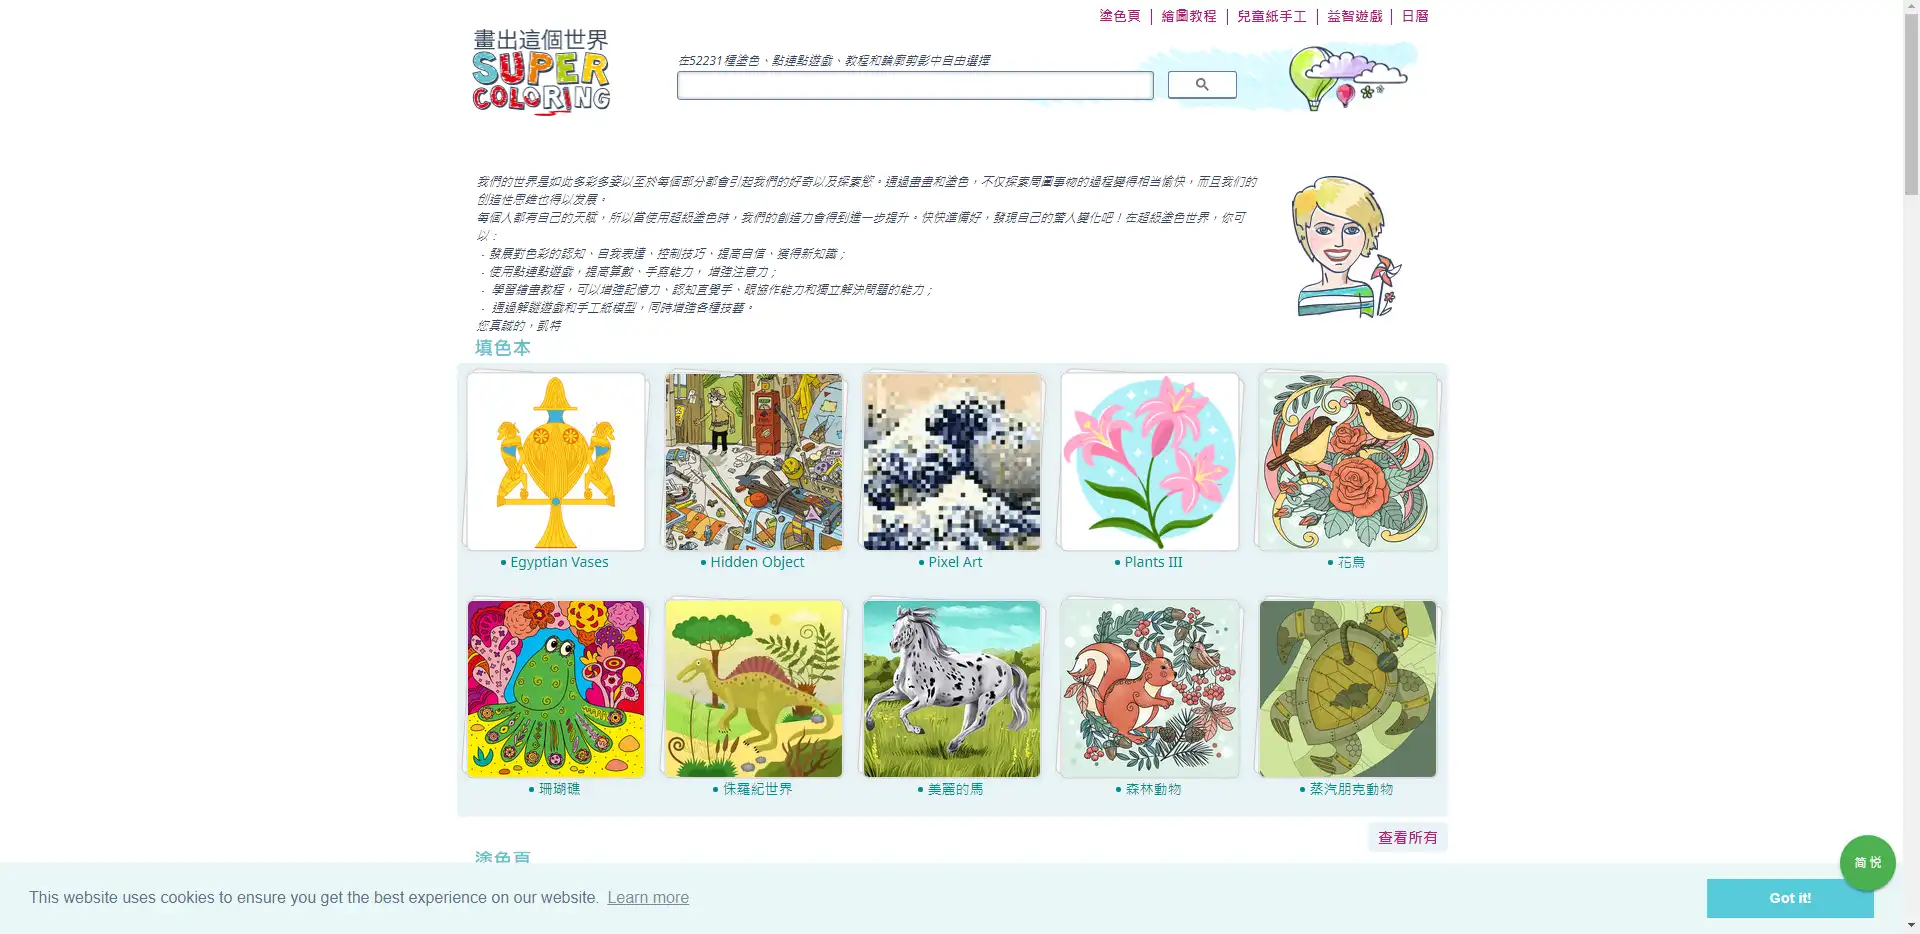 塗色頁 | 繪圖教程 | 兒童紙手工 | 益智遊戲 | 日曆
畫出這個世界
SUPER
COLORING
在52231種塗色、點連點遊戲、教程和輪廓剪影中自由選擇
我們的世界是如此多彩多姿以至於每個部分都會引起我們的好奇以及探索慾。通過畫畫和塗色，不仅探索周圍事物的過程變得相当愉快，而且我们的
创造性思維也得以发展。
每個人都有自己的天賦，所以當使用超級塗色時，我們的創造力會得到進一步提升。快快準備好，發現自己的驚人變化吧！在超級塗色世界，你可
以：
- 發展對色彩的認知、自我表達、控制技巧、提高自信、獲得新知識；
- 使用點連點遊戲，提高算數、手寫能力， 增強注意力；
- 學習繪畫教程，可以增強記憶力、認知直覺手、眼協作能力和獨立解決問題的能力；
- 通過解謎遊戲和手工紙模型，同時增強各種技藝。
您真誠的，凱特
填色本
• Egyptian Vases
• Hidden Object
• Pixel Art
• Plants III
• 花鳥
• 珊瑚礁
• 侏羅紀世界
• 美麗的馬
• 森林動物
• 蒸汽朋克動物
查看所有
塗色頁
简悦
This website uses cookies to ensure you get the best experience on our website. Learn more
Got it!